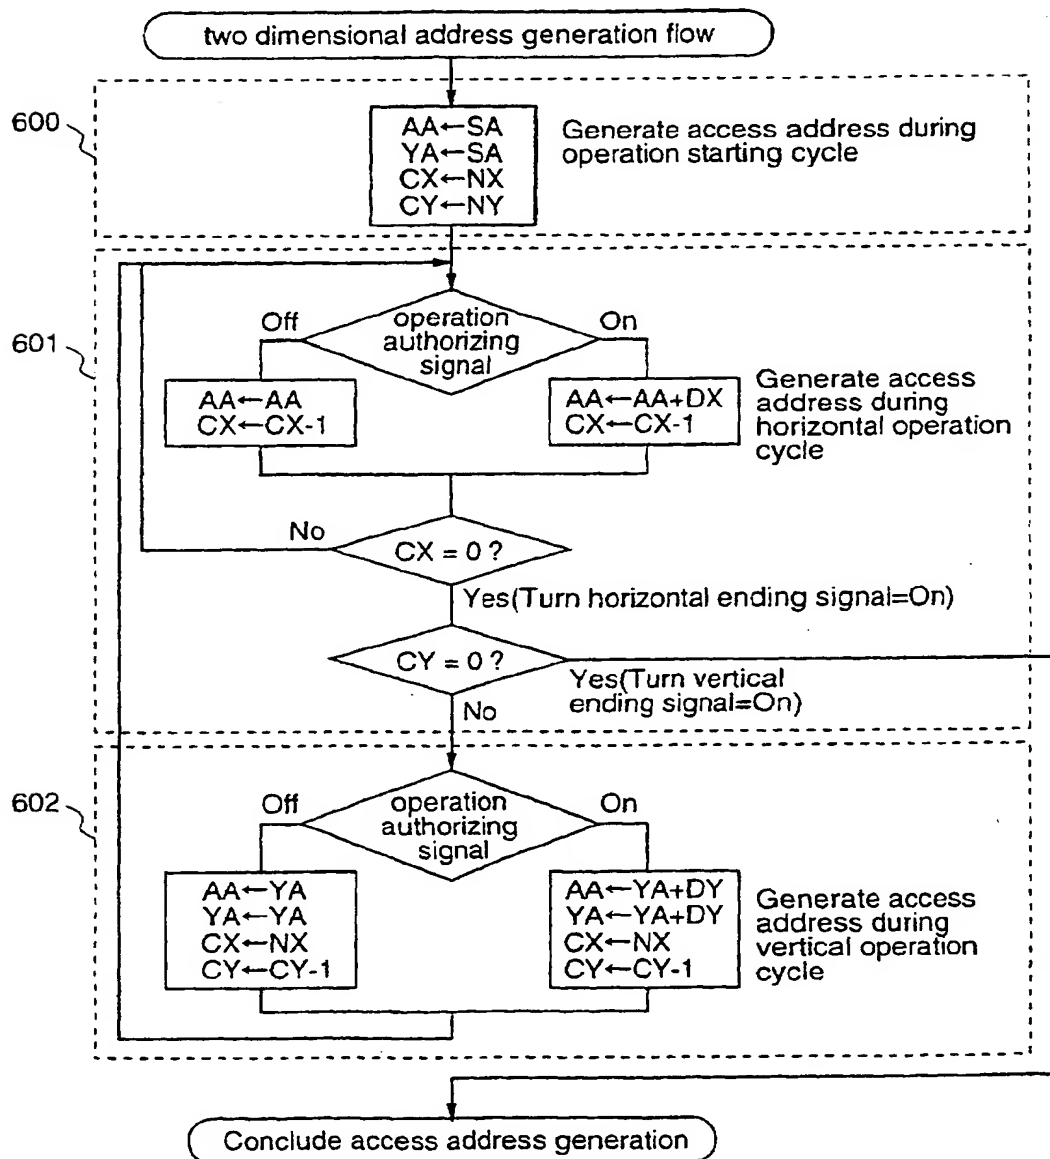 two dimensional address generation flow
600
AA←SA
YA←SA
CX←NX
CY←NY
Generate access address during
operation starting cycle
601
Off
operation
authorizing
signal
On
AA←AA
CX←CX-1
AA←AA+DX
CX←CX-1
Generate access
address during
horizontal operation
cycle
No
CX = 0 ?
Yes(Turn horizontal ending signal=On)
CY = 0 ?
Yes(Turn vertical
ending signal=On)
No
602
Off
operation
authorizing
signal
On
AA←YA
YA←YA
CX←NX
CY←CY-1
AA←YA+DY
YA←YA+DY
CX←NX
CY←CY-1
Generate access
address during
vertical operation
cycle
Conclude access address generation